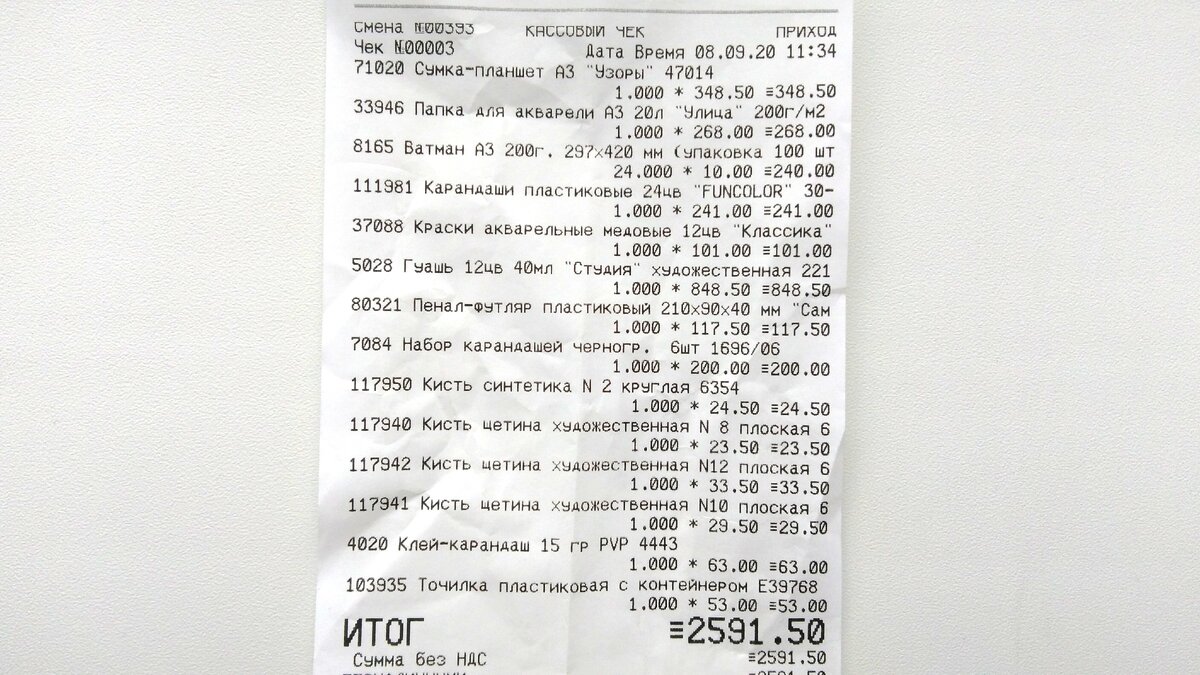 Смена №00393 КАССОВЫЙ ЧЕК ПРИХОД
Чек №00003 Дата Время 08.09.20 11:34
71020 Сумка-планшет А3 "Узоры" 47014
1.000 * 348.50 ≡348.50
33946 Папка для акварели А3 20л "Улица" 200г/м2
1.000 * 268.00 ≡268.00
8165 Ватман А3 200г. 297х420 мм (упаковка 100 шт
24.000 * 10.00 ≡240.00
111981 Карандаши пластиковые 24цв "FUNCOLOR" 30-
1.000 * 241.00 ≡241.00
37088 Краски акварельные медовые 12цв "Классика"
1.000 * 101.00 ≡101.00
5028 Гуашь 12цв 40мл "Студия" художественная 221
1.000 * 848.50 ≡848.50
80321 Пенал-футляр пластиковый 210х90х40 мм "Сам
1.000 * 117.50 ≡117.50
7084 Набор карандашей черногр. 6шт 1696/06
1.000 * 200.00 ≡200.00
117950 Кисть синтетика N 2 круглая 6354
1.000 * 24.50 ≡24.50
117940 Кисть щетина художественная N 8 плоская 6
1.000 * 23.50 ≡23.50
117942 Кисть щетина художественная N12 плоская 6
1.000 * 33.50 ≡33.50
117941 Кисть щетина художественная N10 плоская 6
1.000 * 29.50 ≡29.50
4020 Клей-карандаш 15 гр PVP 4443
1.000 * 63.00 ≡63.00
103935 Точилка пластиковая с контейнером E39768
1.000 * 53.00 ≡53.00
ИТОГ ≡2591.50
Сумма без НДС ≡2591.50